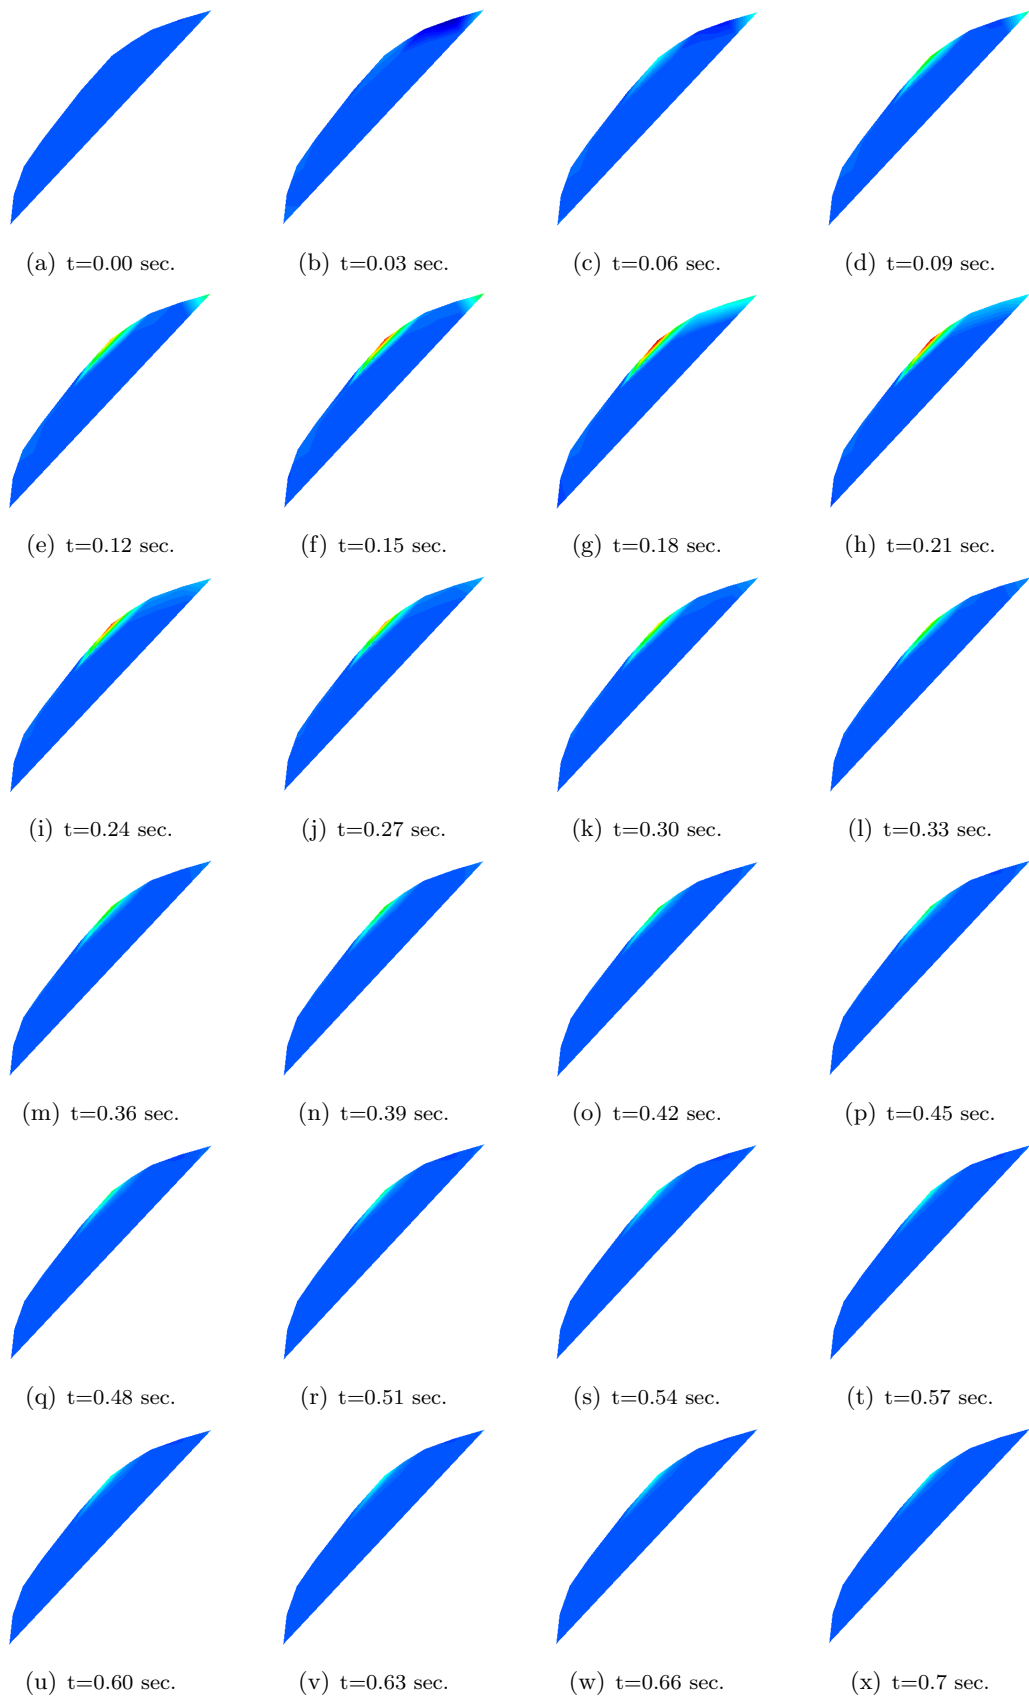 (a) t=0.00 sec. (b) t=0.03 sec. (c) t=0.06 sec. (d) t=0.09 sec.
(e) t=0.12 sec. (f) t=0.15 sec. (g) t=0.18 sec. (h) t=0.21 sec.
(i) t=0.24 sec. (j) t=0.27 sec. (k) t=0.30 sec. (l) t=0.33 sec.
(m) t=0.36 sec. (n) t=0.39 sec. (o) t=0.42 sec. (p) t=0.45 sec.
(q) t=0.48 sec. (r) t=0.51 sec. (s) t=0.54 sec. (t) t=0.57 sec.
(u) t=0.60 sec. (v) t=0.63 sec. (w) t=0.66 sec. (x) t=0.7 sec.